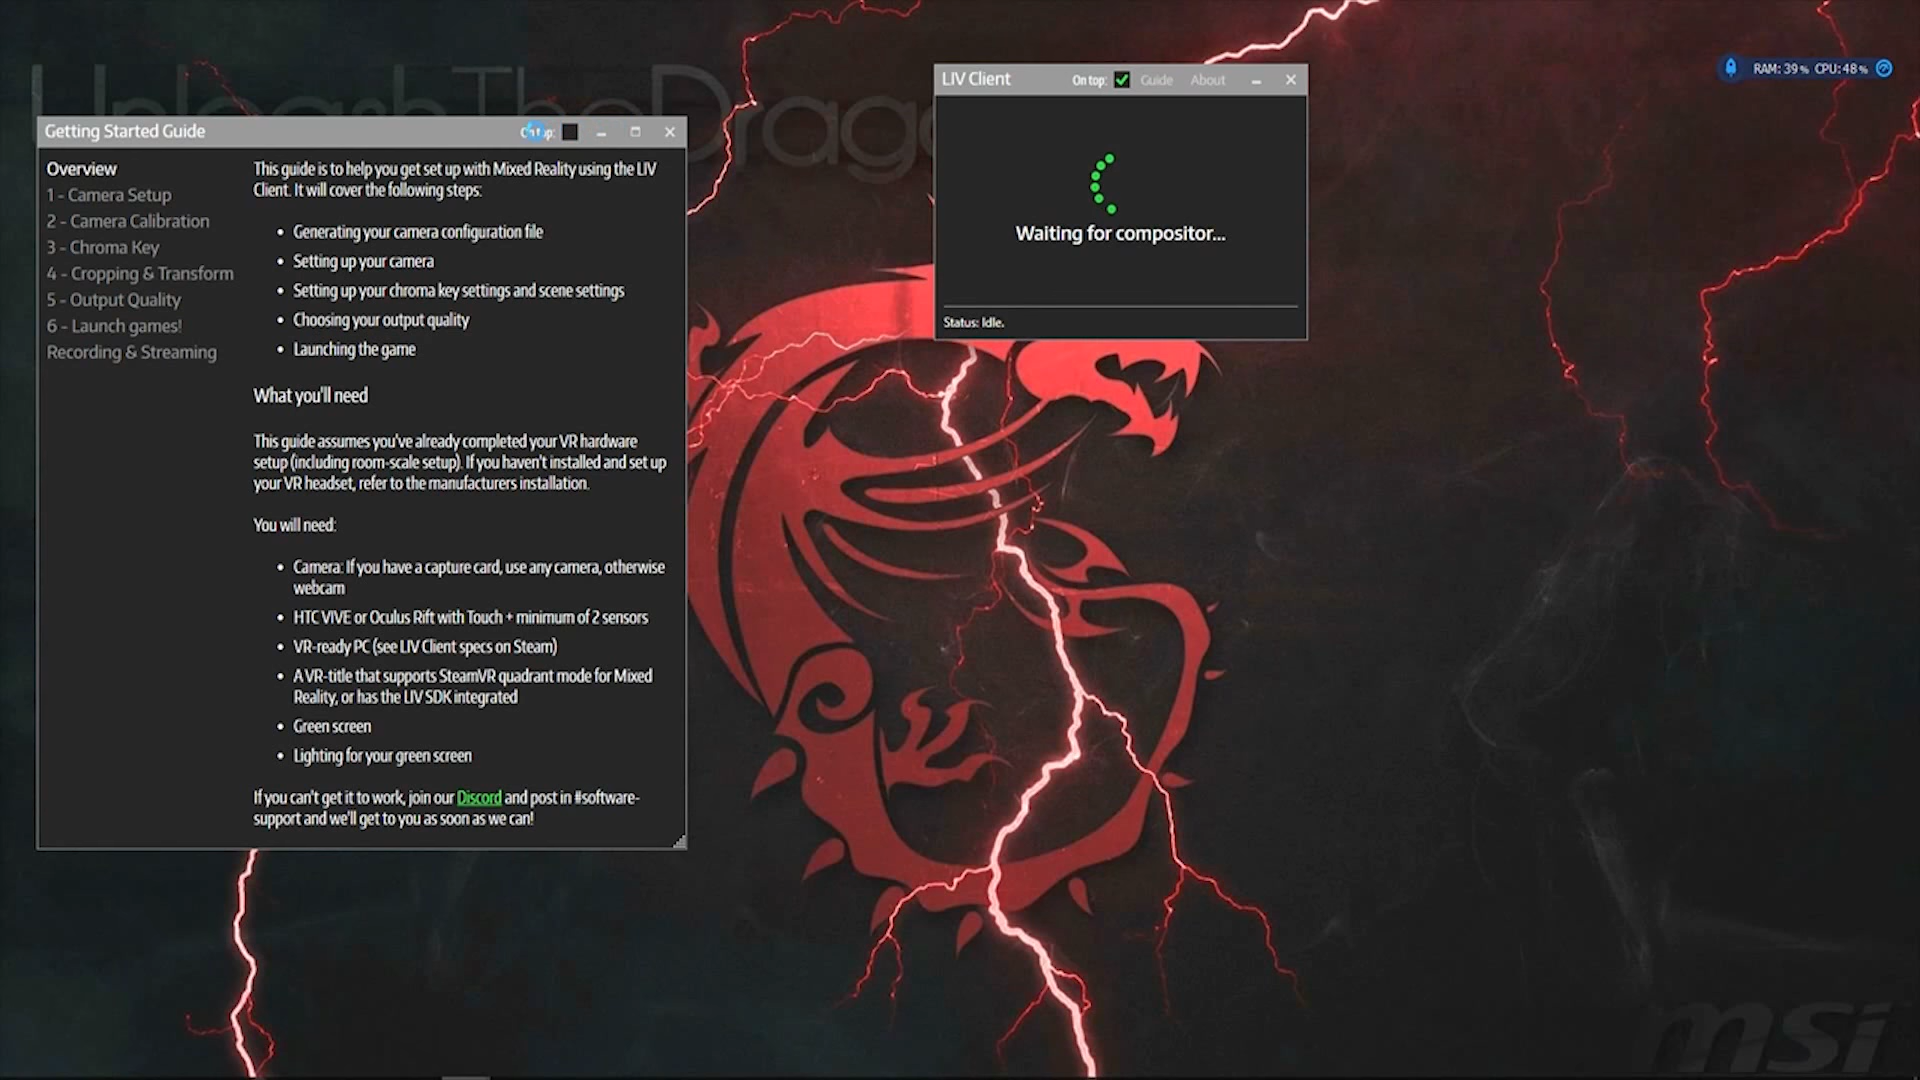 UnleashTheDrago
LIV Client
On top:
Guide
About
RAM: 39% CPU: 48%
Getting Started Guide
Overview
1 - Camera Setup
2 - Camera Calibration
3 - Chroma Key
4 - Cropping & Transform
5 - Output Quality
6 - Launch games!
Recording & Streaming
This guide is to help you get set up with Mixed Reality using the LIV
Client. It will cover the following steps:
• Generating your camera configuration file
• Setting up your camera
• Setting up your chroma key settings and scene settings
• Choosing your output quality
• Launching the game
What you'll need
This guide assumes you've already completed your VR hardware
setup (including room-scale setup). If you haven't installed and set up
your VR headset, refer to the manufacturers installation.
You will need:
• Camera: If you have a capture card, use any camera, otherwise
webcam
• HTC VIVE or Oculus Rift with Touch + minimum of 2 sensors
• VR-ready PC (see LIV Client specs on Steam)
• A VR-title that supports SteamVR quadrant mode for Mixed
Reality, or has the LIV SDK integrated
• Green screen
• Lighting for your green screen
If you can't get it to work, join our Discord and post in #software-
support and we'll get to you as soon as we can!
Waiting for compositor...
Status: Idle.
msi